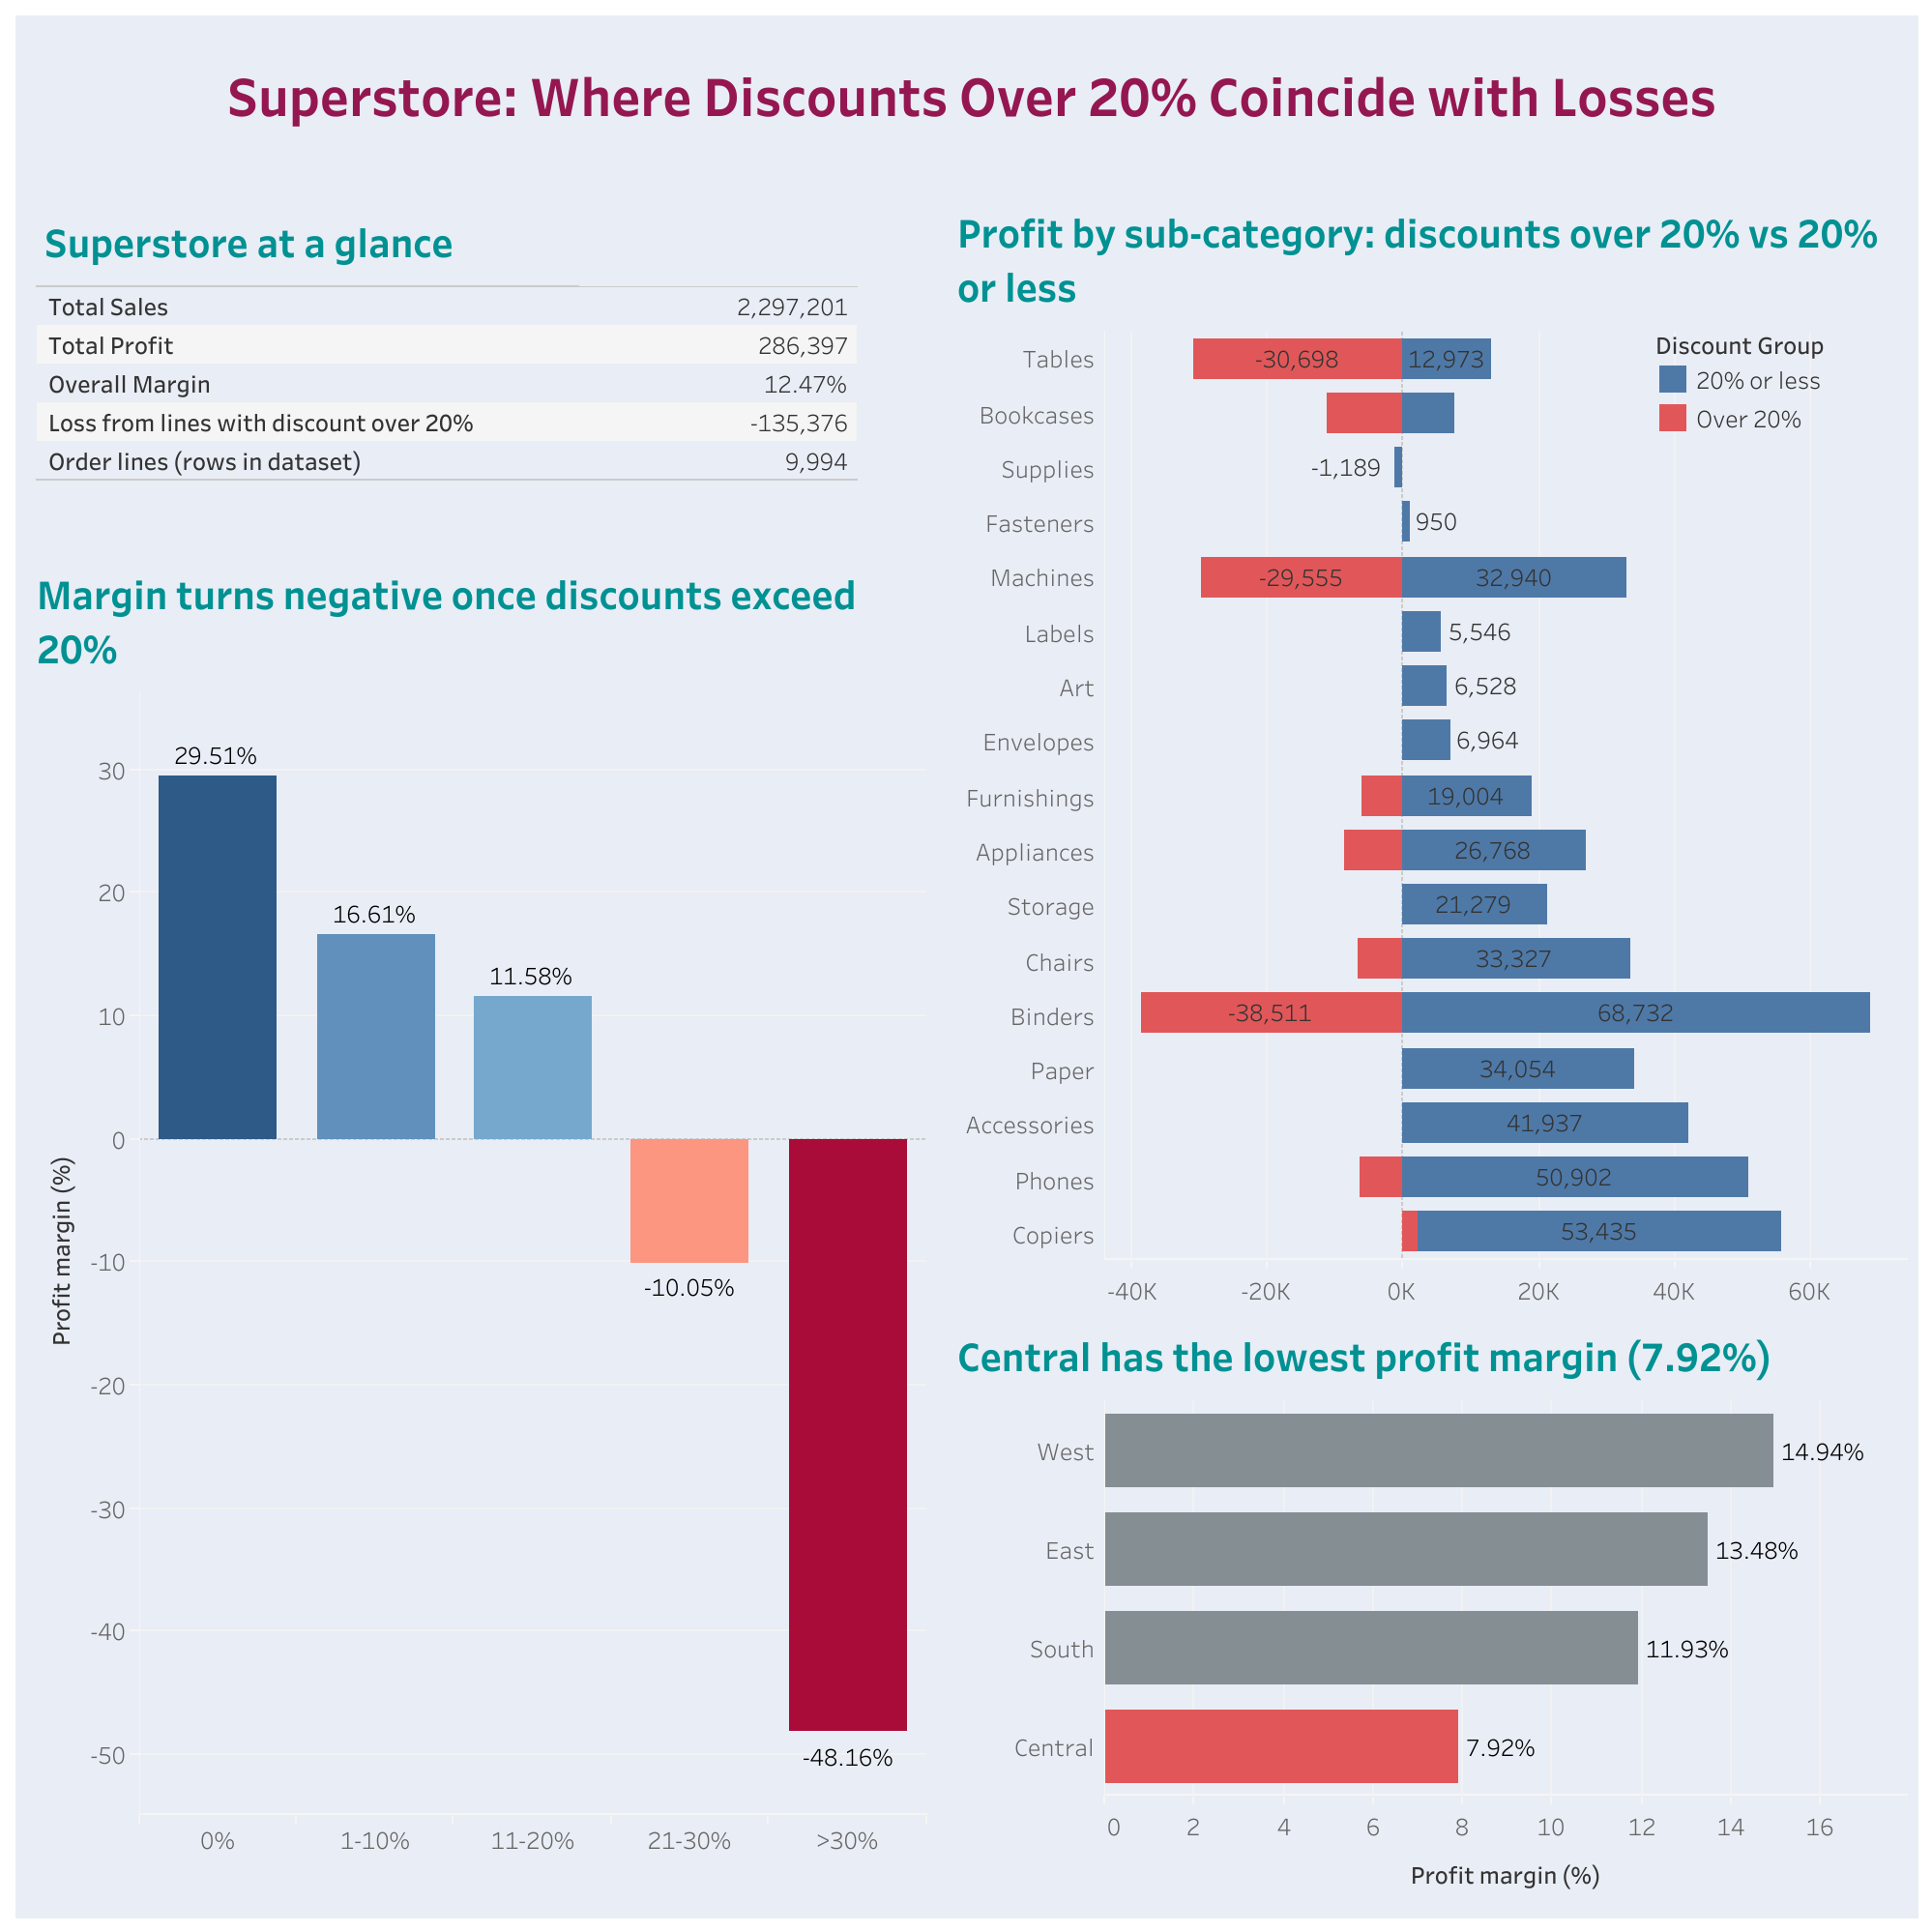 Superstore: Where Discounts Over 20% Coincide with Losses
Superstore at a glance
Total Sales 2,297,201
Total Profit 286,397
Overall Margin 12.47%
Loss from lines with discount over 20% -135,376
Order lines (rows in dataset) 9,994
Margin turns negative once discounts exceed
20%
Profit margin (%)
30
20
10
0
-10
-20
-30
-40
-50
29.51%
16.61%
11.58%
-10.05%
-48.16%
0% 1-10% 11-20% 21-30% >30%
Profit by sub-category: discounts over 20% vs 20%
or less
Discount Group
20% or less
Over 20%
Tables -30,698 12,973
Bookcases
Supplies -1,189
Fasteners 950
Machines -29,555 32,940
Labels 5,546
Art 6,528
Envelopes 6,964
Furnishings 19,004
Appliances 26,768
Storage 21,279
Chairs 33,327
Binders -38,511 68,732
Paper 34,054
Accessories 41,937
Phones 50,902
Copiers 53,435
-40K -20K 0K 20K 40K 60K
Central has the lowest profit margin (7.92%)
West 14.94%
East 13.48%
South 11.93%
Central 7.92%
0 2 4 6 8 10 12 14 16
Profit margin (%)